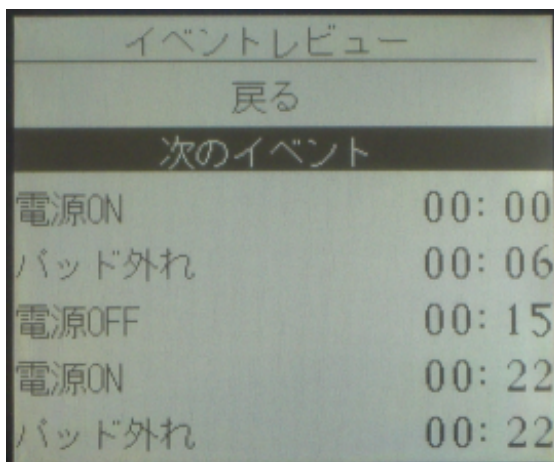 イベントレビュー
戻る
次のイベント
電源ON 00:00
パッド外れ 00:06
電源OFF 00:15
電源ON 00:22
パッド外れ 00:22